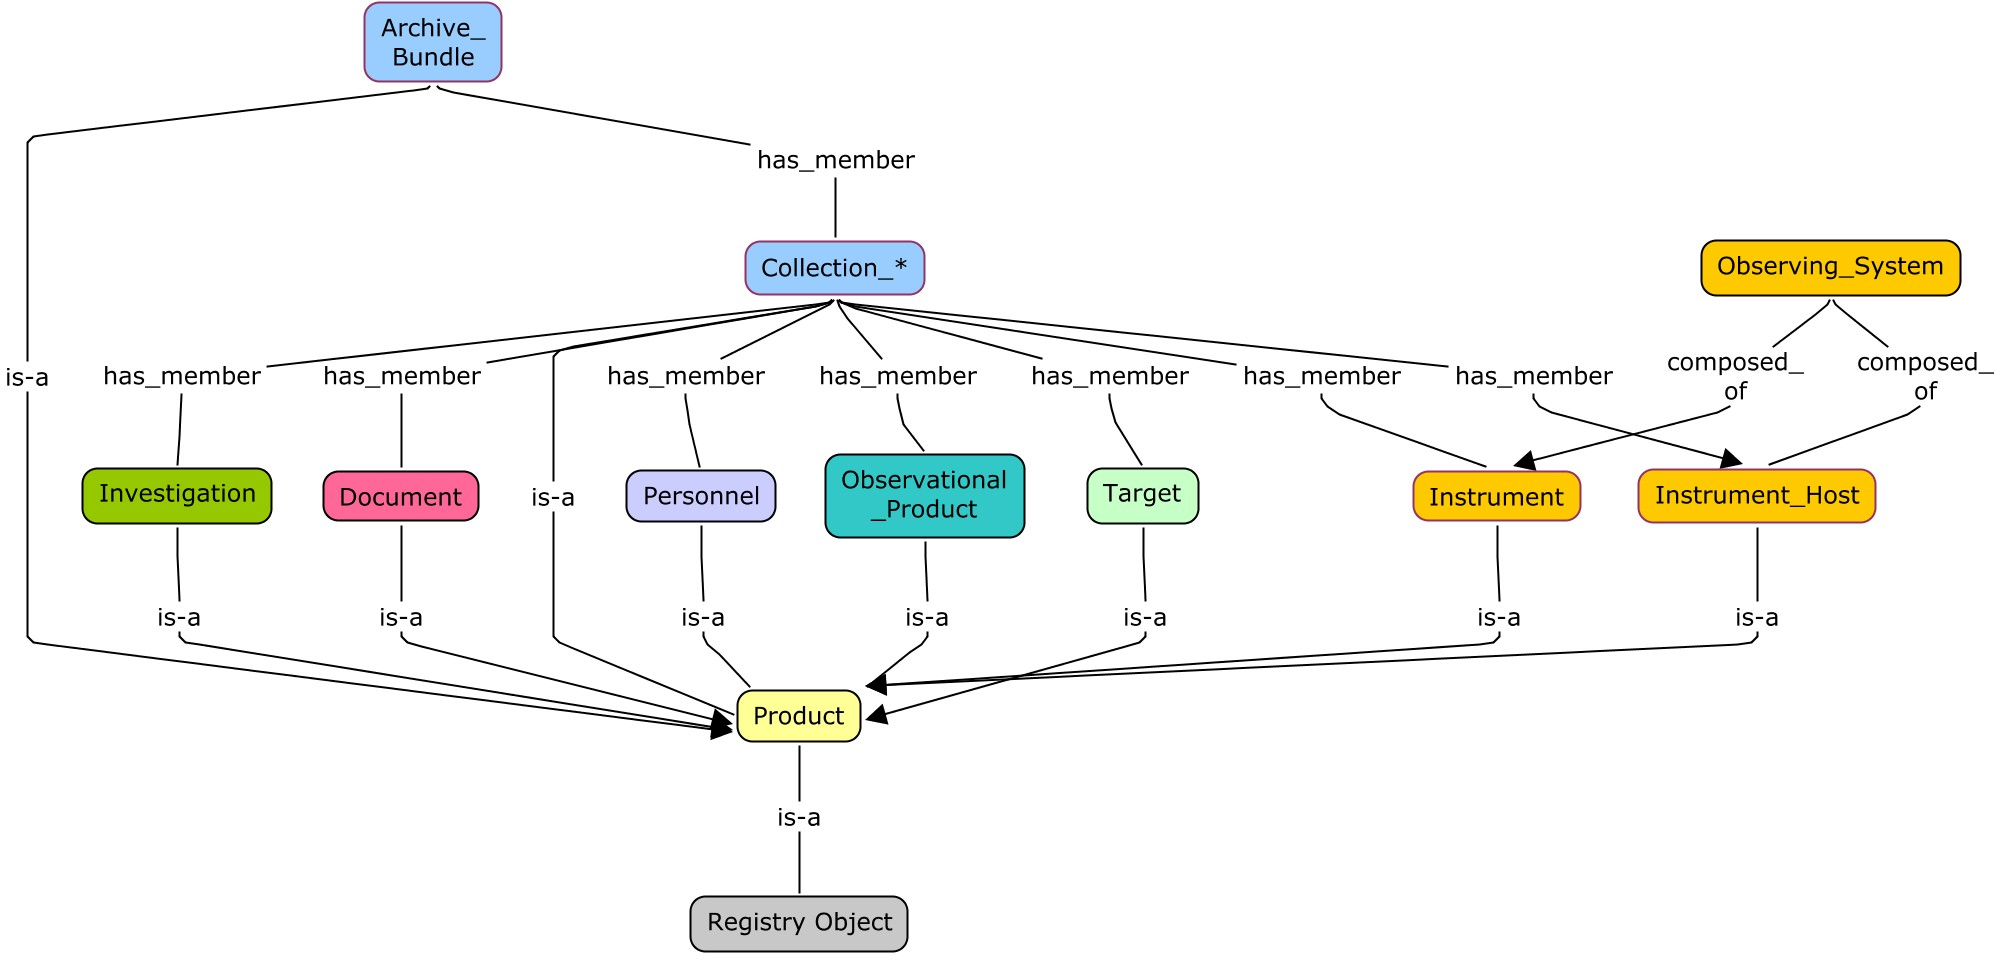 Archive_
Bundle
has_member
Collection_*
Observing_System
is-a
has_member
has_member
has_member
has_member
has_member
has_member
has_member
composed_
of
composed_
of
Investigation
Document
is-a
Personnel
Observational
_Product
Target
Instrument
Instrument_Host
is-a
is-a
is-a
is-a
is-a
is-a
is-a
Product
is-a
Registry Object